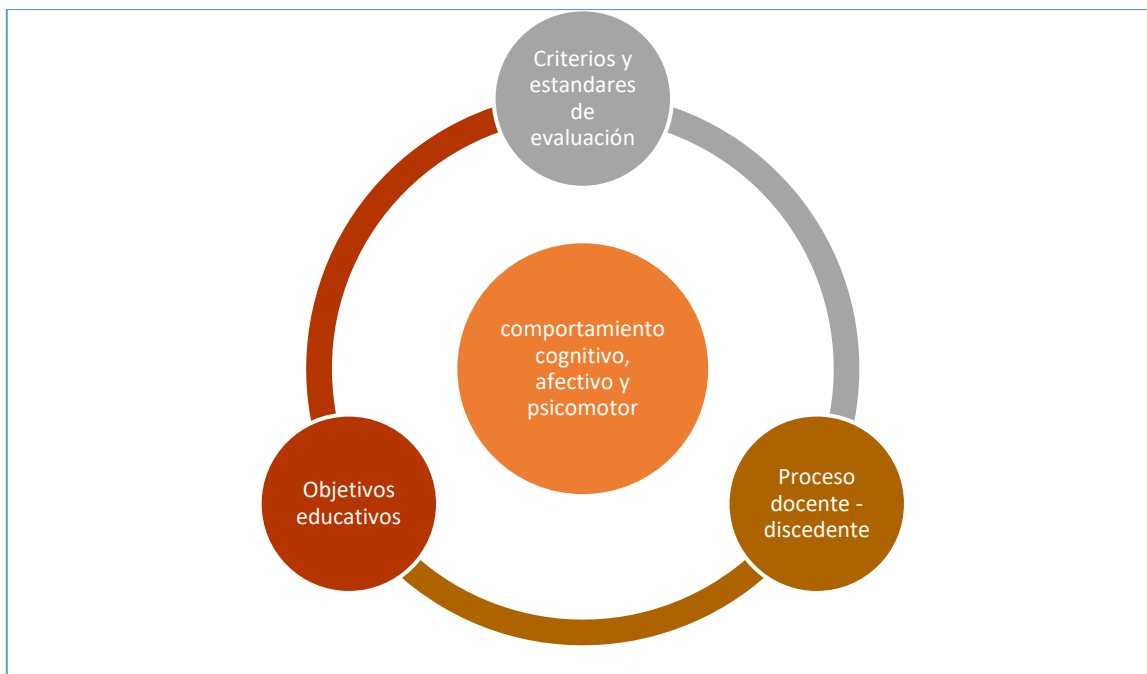 Criterios y
estandares
de
evaluación
comportamiento
cognitivo,
afectivo y
psicomotor
Objetivos
educativos
Proceso
docente -
discedente